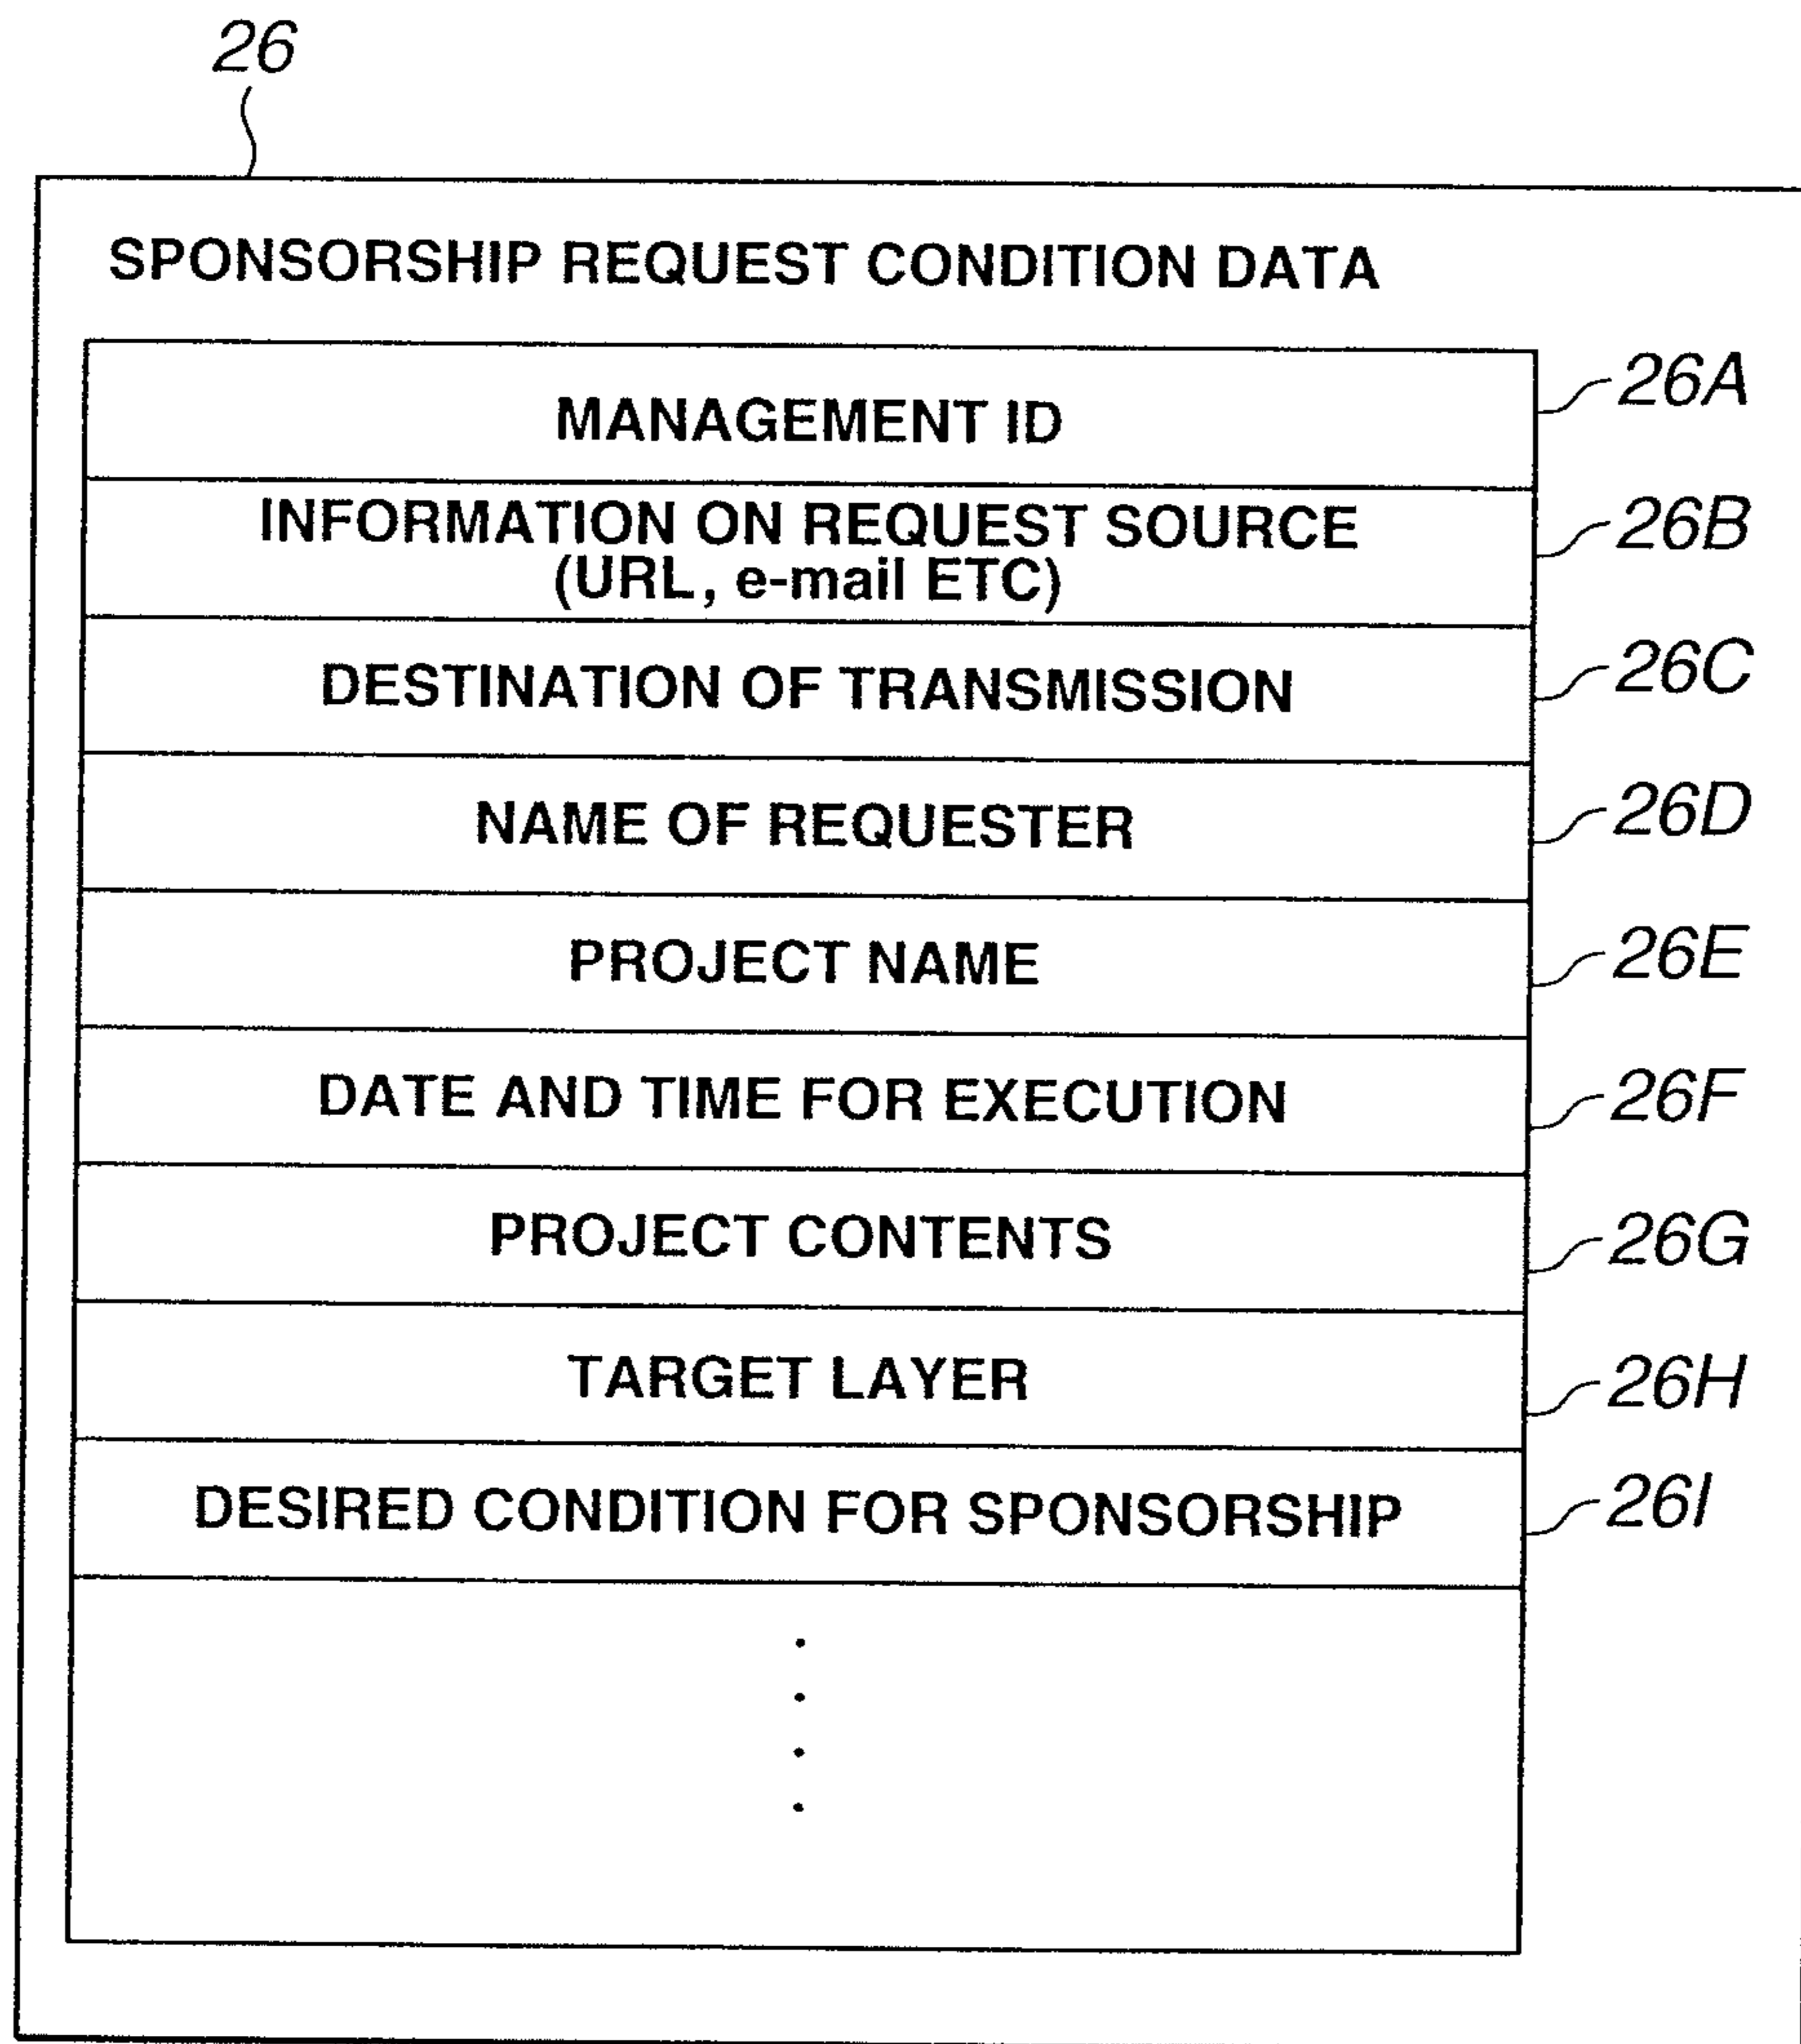 26
SPONSORSHIP REQUEST CONDITION DATA
MANAGEMENT ID
26A
INFORMATION ON REQUEST SOURCE
(URL, e-mail ETC)
26B
DESTINATION OF TRANSMISSION
26C
NAME OF REQUESTER
26D
PROJECT NAME
26E
DATE AND TIME FOR EXECUTION
26F
PROJECT CONTENTS
26G
TARGET LAYER
26H
DESIRED CONDITION FOR SPONSORSHIP
26I